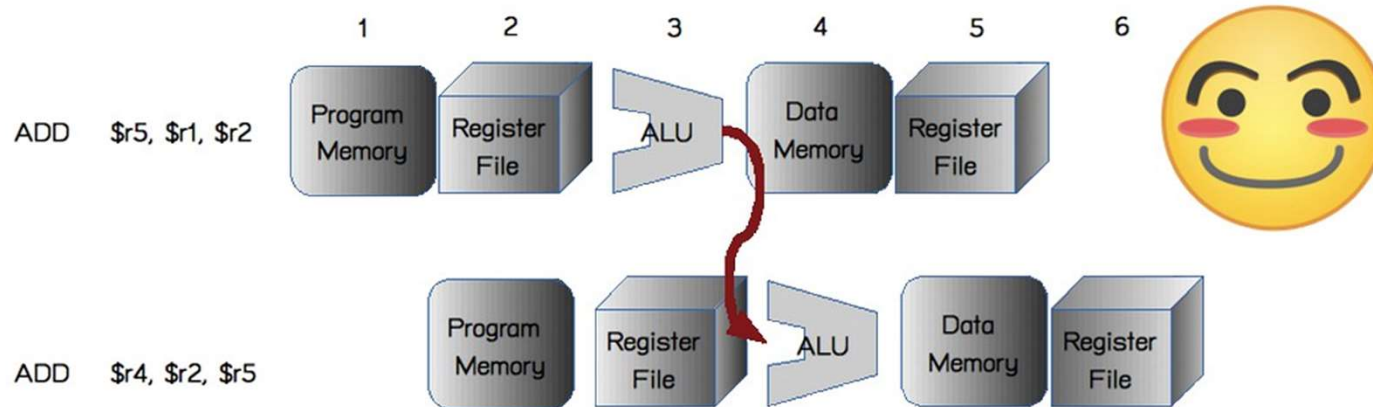 1 2 3 4 5 6
ADD $r5, $r1, $r2
Program
Memory
Register
File
ALU
Data
Memory
Register
File
ADD $r4, $r2, $r5
Program
Memory
Register
File
ALU
Data
Memory
Register
File